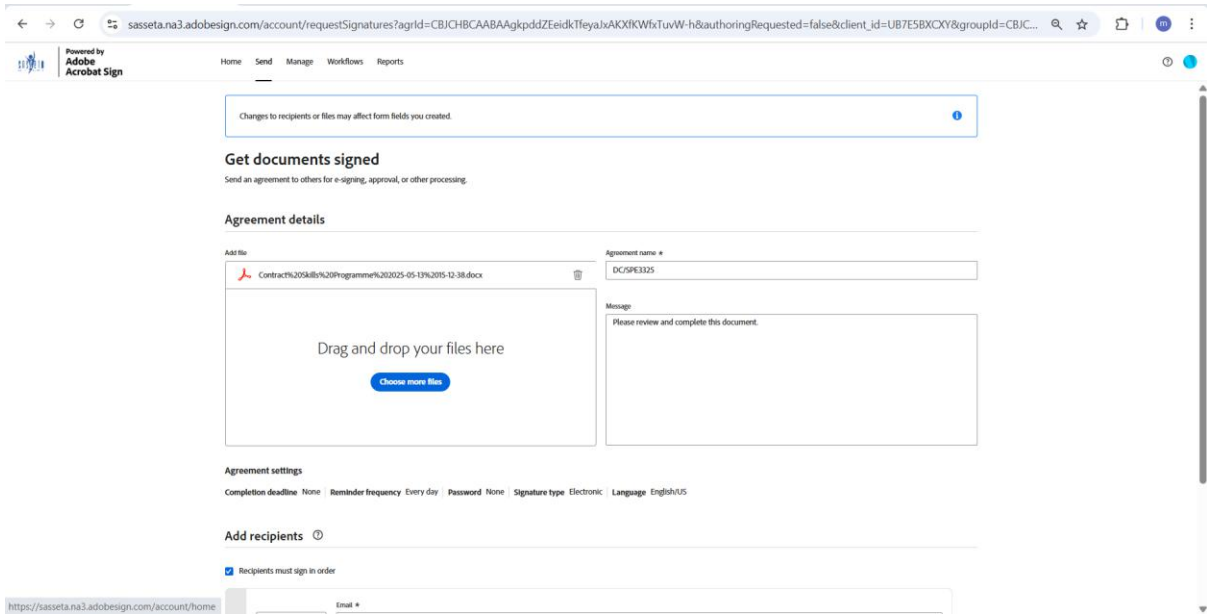 sasseta.na3.adobesign.com/account/requestSignatures?agrId=CBJCHBCAABAAgkpddZEeidkTfeyaJxAKXfKWfxTuvW-h&authoringRequested=false&client_id=UB7E5BXCXY&groupId=CBJC...
m
Powered by
Adobe
Acrobat Sign
Home Send Manage Workflows Reports
Changes to recipients or files may affect form fields you created.
Get documents signed
Send an agreement to others for e-signing, approval, or other processing.
Agreement details
Add file
Agreement name *
Contract%20Skills%20Programme%202025-05-13%2015-12-38.docx
DC/SPE3325
Message
Please review and complete this document.
Drag and drop your files here
Choose more files
Agreement settings
Completion deadline None Reminder frequency Every day Password None Signature type Electronic Language English/US
Add recipients
Recipients must sign in order
Email *
https://sasseta.na3.adobesign.com/account/home